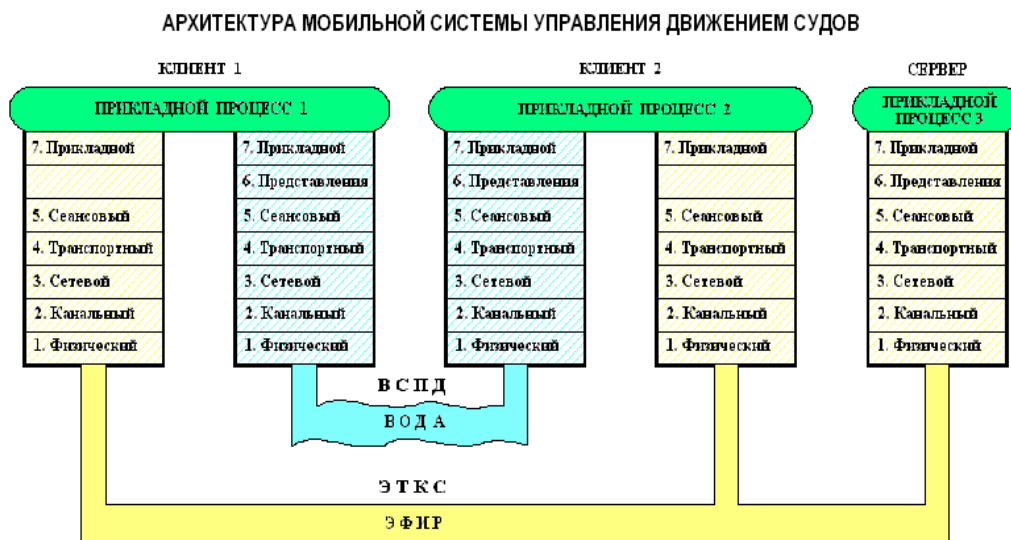 АРХИТЕКТУРА МОБИЛЬНОЙ СИСТЕМЫ УПРАВЛЕНИЯ ДВИЖЕНИЕМ СУДОВ
КЛИЕНТ 1
КЛИЕНТ 2
СЕРВЕР
ПРИКЛАДНОЙ ПРОЦЕСС 1
ПРИКЛАДНОЙ ПРОЦЕСС 2
ПРИКЛАДНОЙ
ПРОЦЕСС 3
7. Прикладной
5. Сеансовый
4. Транспортный
3. Сетевой
2. Канальный
1. Физический
7. Прикладной
6. Представления
5. Сеансовый
4. Транспортный
3. Сетевой
2. Канальный
1. Физический
7. Прикладной
6. Представления
5. Сеансовый
4. Транспортный
3. Сетевой
2. Канальный
1. Физический
7. Прикладной
5. Сеансовый
4. Транспортный
3. Сетевой
2. Канальный
1. Физический
7. Прикладной
6. Представления
5. Сеансовый
4. Транспортный
3. Сетевой
2. Канальный
1. Физический
ВСПД
ВОДА
ЭТКС
ЭФИР